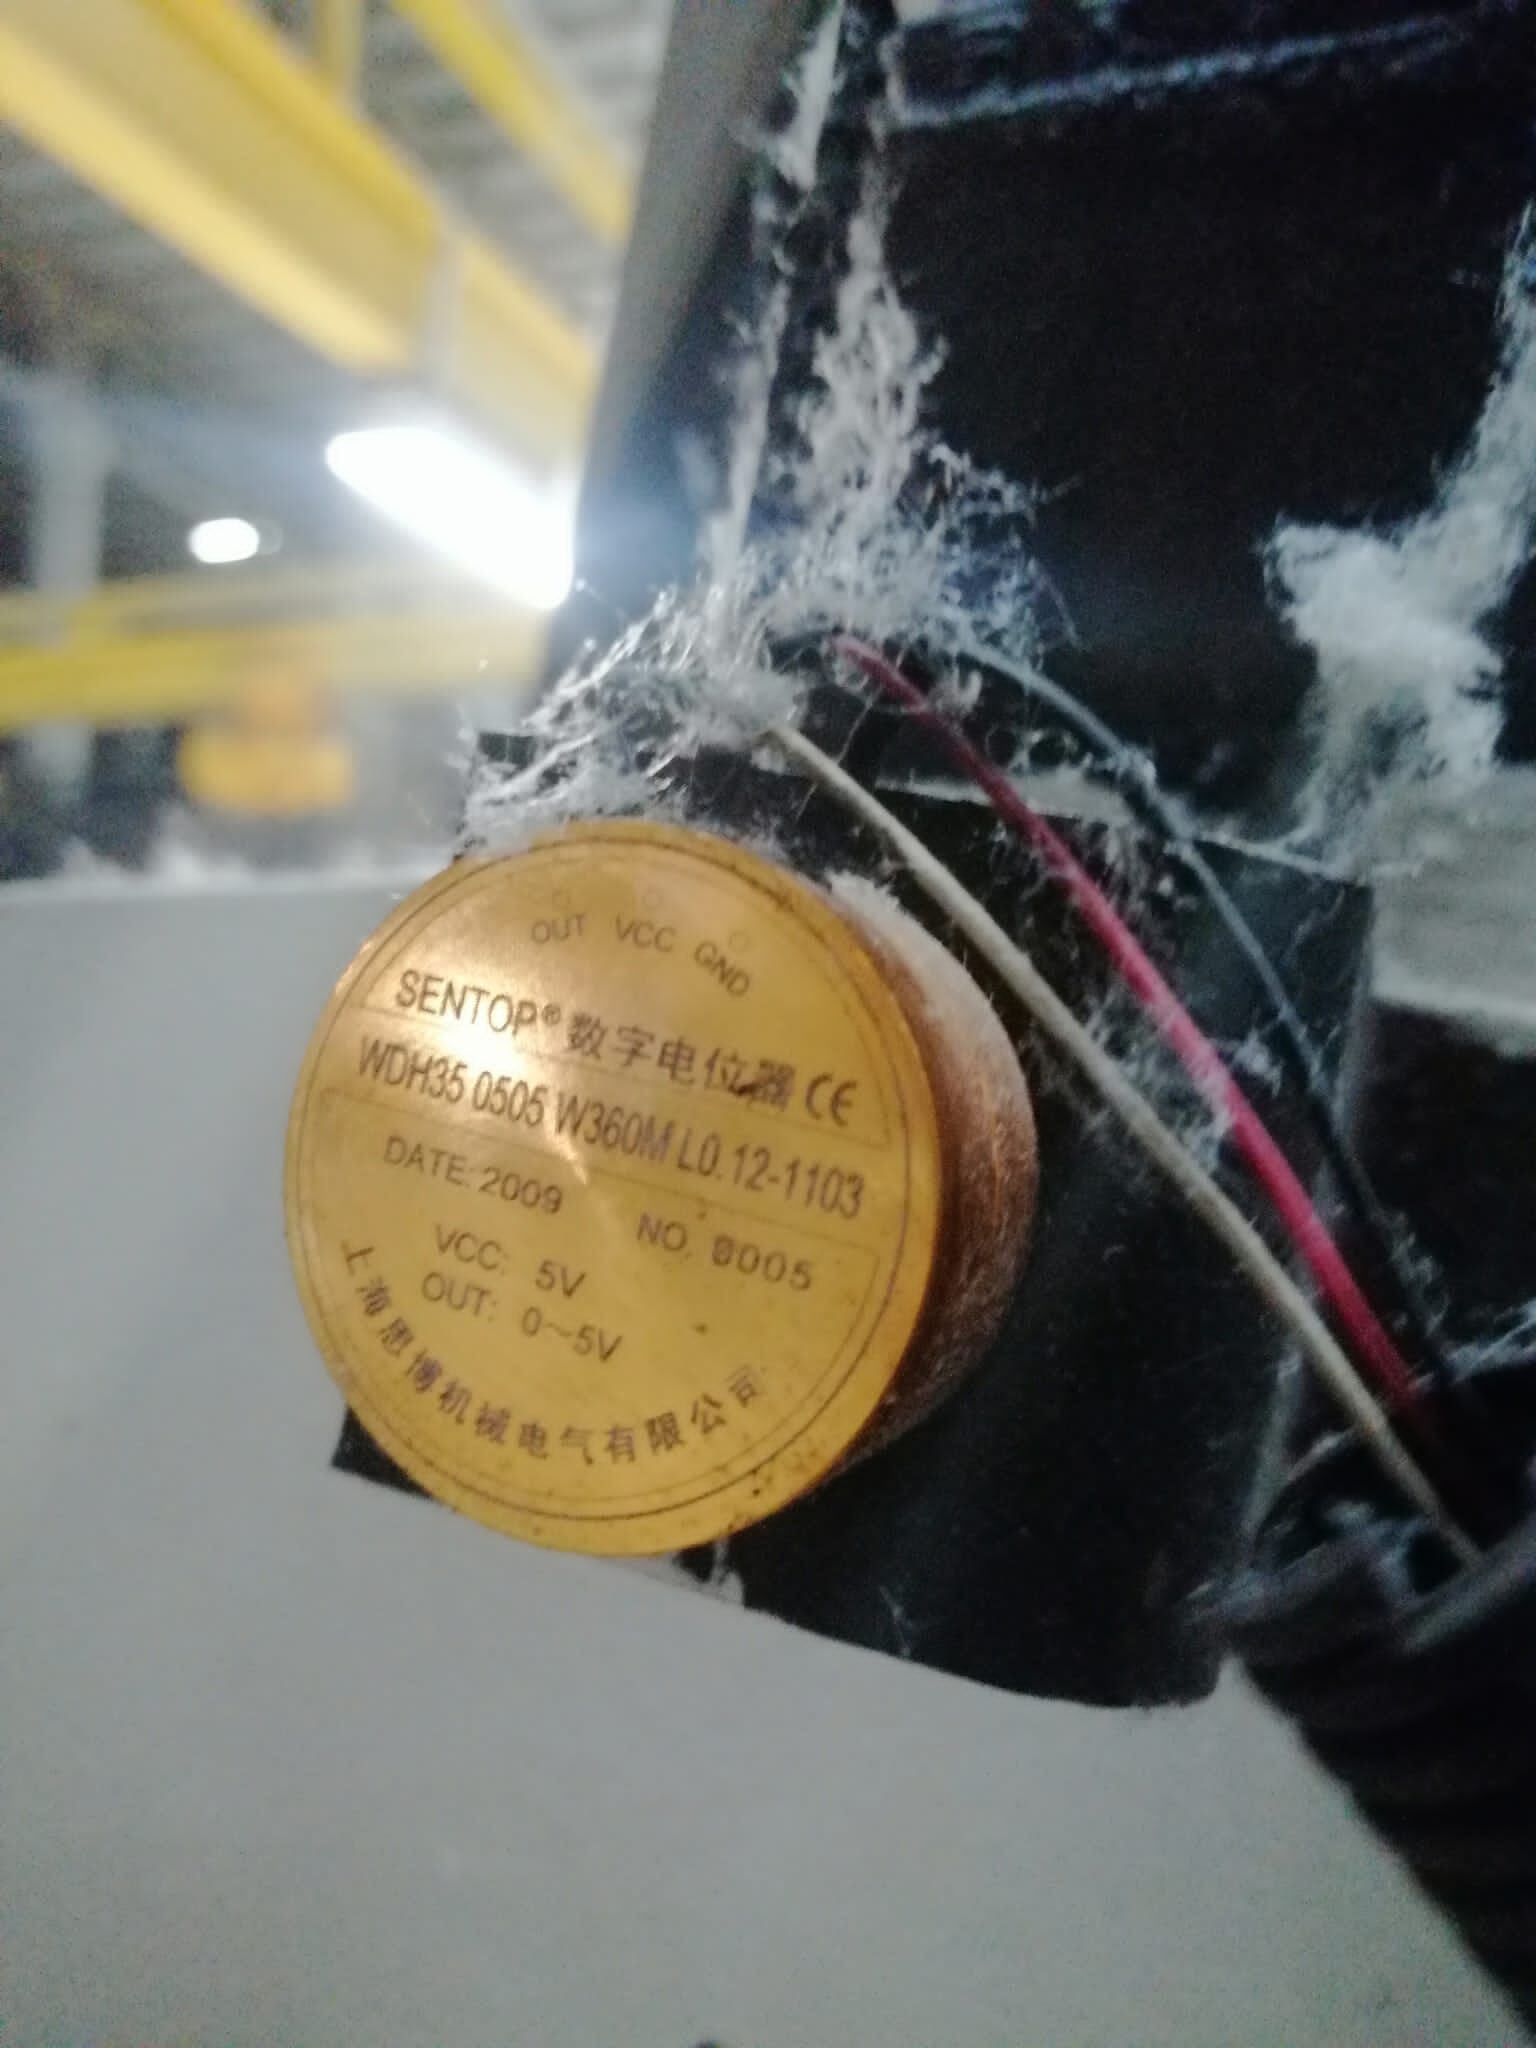 OUT VCC GND
SENTOP® 数字电位器 CE
WDH35 0505 W360M L0.12-1103
DATE: 2009 NO. 0005
VCC: 5V
OUT: 0～5V
上海思博机械电气有限公司